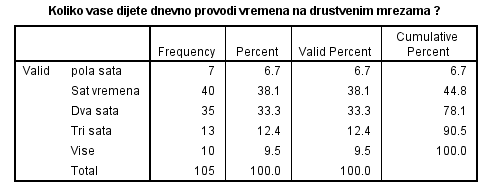 Koliko vase dijete dnevno provodi vremena na drustvenim mrezama ?
Frequency Percent Valid Percent Cumulative Percent
Valid pola sata 7 6.7 6.7 6.7
Sat vremena 40 38.1 38.1 44.8
Dva sata 35 33.3 33.3 78.1
Tri sata 13 12.4 12.4 90.5
Vise 10 9.5 9.5 100.0
Total 105 100.0 100.0